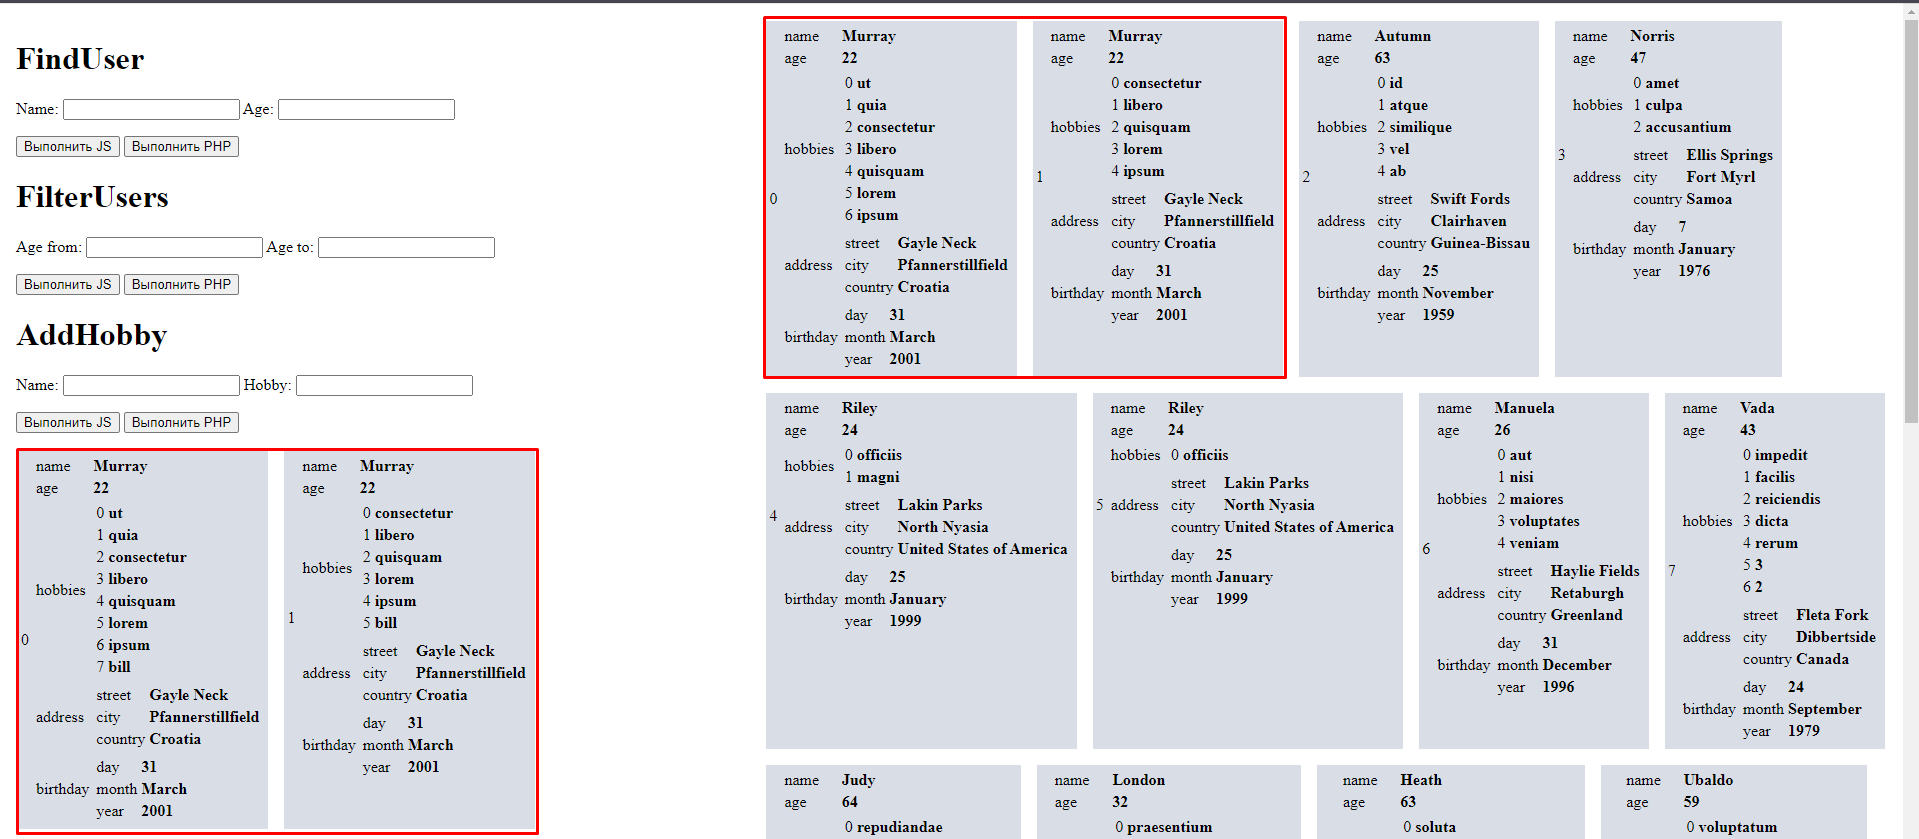 FindUser
Name: Age:
Выполнить JS Выполнить PHP
FilterUsers
Age from: Age to:
Выполнить JS Выполнить PHP
AddHobby
Name: Hobby:
Выполнить JS Выполнить PHP
0
name Murray
age 22
hobbies
0 ut
1 quia
2 consectetur
3 libero
4 quisquam
5 lorem
6 ipsum
7 bill
address
street Gayle Neck
city Pfannerstillfield
country Croatia
birthday
day 31
month March
year 2001
1
name Murray
age 22
hobbies
0 consectetur
1 libero
2 quisquam
3 lorem
4 ipsum
5 bill
address
street Gayle Neck
city Pfannerstillfield
country Croatia
birthday
day 31
month March
year 2001
0
name Murray
age 22
hobbies
0 ut
1 quia
2 consectetur
3 libero
4 quisquam
5 lorem
6 ipsum
address
street Gayle Neck
city Pfannerstillfield
country Croatia
birthday
day 31
month March
year 2001
1
name Murray
age 22
hobbies
0 consectetur
1 libero
2 quisquam
3 lorem
4 ipsum
address
street Gayle Neck
city Pfannerstillfield
country Croatia
birthday
day 31
month March
year 2001
2
name Autumn
age 63
hobbies
0 id
1 atque
2 similique
3 vel
4 ab
address
street Swift Fords
city Clairhaven
country Guinea-Bissau
birthday
day 25
month November
year 1959
3
name Norris
age 47
hobbies
0 amet
1 culpa
2 accusantium
address
street Ellis Springs
city Fort Myrl
country Samoa
birthday
day 7
month January
year 1976
4
name Riley
age 24
hobbies
0 officiis
1 magni
address
street Lakin Parks
city North Nyasia
country United States of America
birthday
day 25
month January
year 1999
5
name Riley
age 24
hobbies
0 officiis
address
street Lakin Parks
city North Nyasia
country United States of America
birthday
day 25
month January
year 1999
6
name Manuela
age 26
hobbies
0 aut
1 nisi
2 maiores
3 voluptates
4 veniam
address
street Haylie Fields
city Retaburgh
country Greenland
birthday
day 31
month December
year 1996
7
name Vada
age 43
hobbies
0 impedit
1 facilis
2 reiciendis
3 dicta
4 rerum
5 3
6 2
address
street Fleta Fork
city Dibbertside
country Canada
birthday
day 24
month September
year 1979
name Judy
age 64
0 repudiandae
name London
age 32
0 praesentium
name Heath
age 63
0 soluta
name Ubaldo
age 59
0 voluptatum